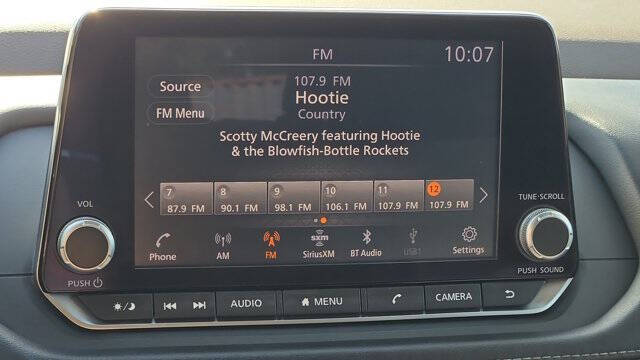 FM
10:07
Source
107.9 FM
Hootie
FM Menu
Country
Scotty McCreery featuring Hootie
& the Blowfish-Bottle Rockets
7 8 9 10 11 12
87.9 FM 90.1 FM 98.1 FM 106.1 FM 107.9 FM 107.9 FM
VOL
TUNE·SCROLL
sxm
Phone AM FM SiriusXM BT Audio USB1 Settings
PUSH
PUSH SOUND
AUDIO MENU CAMERA